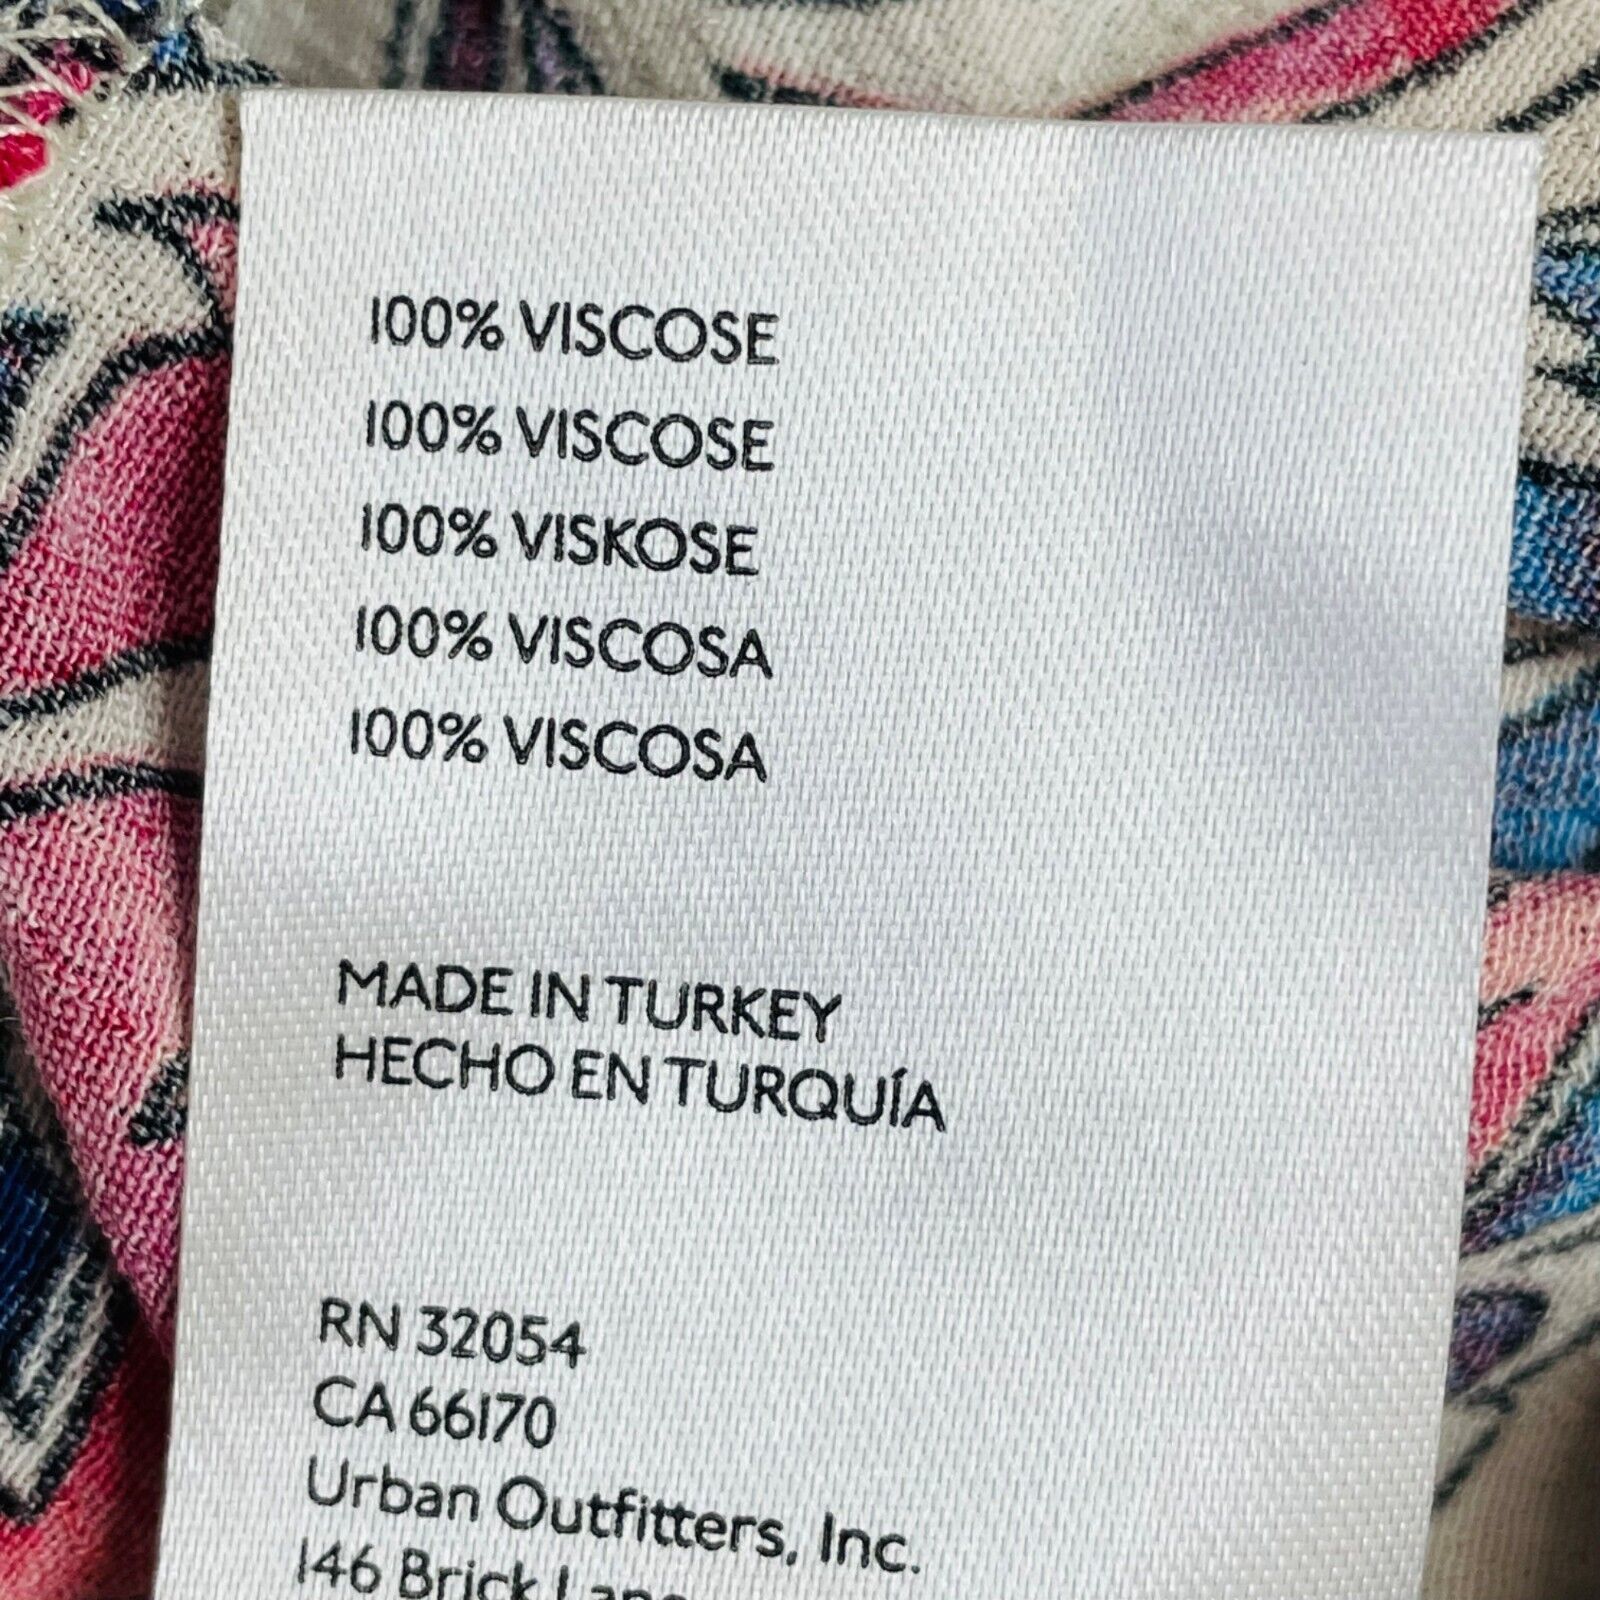 100% VISCOSE
100% VISCOSE
100% VISKOSE
100% VISCOSA
100% VISCOSA
MADE IN TURKEY
HECHO EN TURQUÍA
RN 32054
CA 66170
Urban Outfitters, Inc.
146 Brick Lane